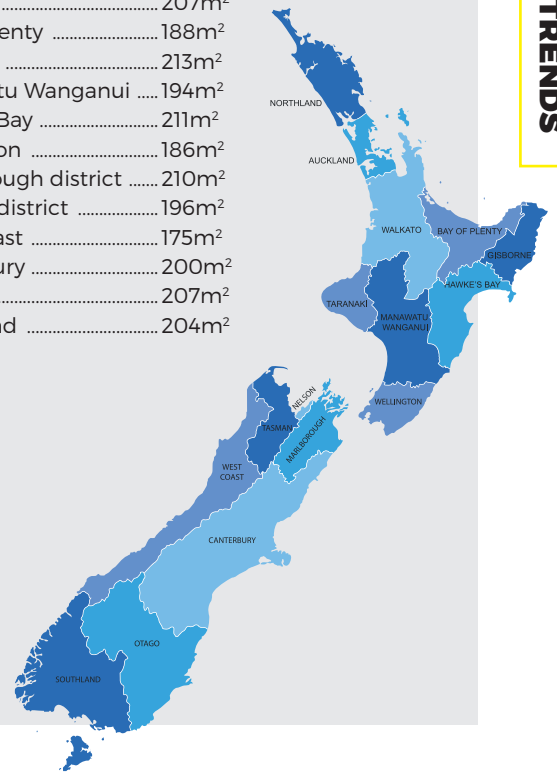 ..................... 207m²
enty ..................... 188m²
........................... 213m²
tu Wanganui ..... 194m²
Bay ..................... 211m²
on ...................... 186m²
ough district ....... 210m²
district ................ 196m²
ast ...................... 175m²
ury ...................... 200m²
........................... 207m²
nd ....................... 204m²
TRENDS
NORTHLAND
AUCKLAND
WALKATO
BAY OF PLENTY
GISBORNE
HAWKE'S BAY
TARANAKI
MANAWATU
WANGANUI
WELLINGTON
NELSON
TASMAN
MARLBOROUGH
WEST
COAST
CANTERBURY
OTAGO
SOUTHLAND